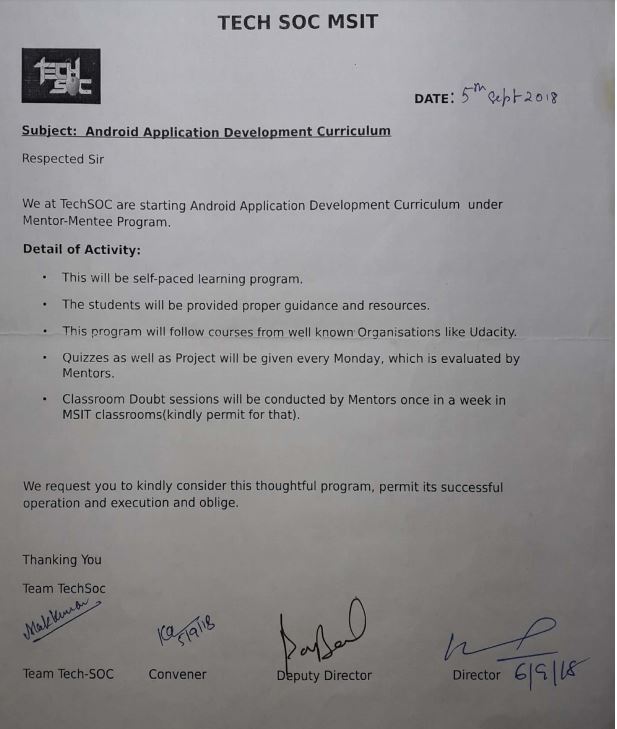 TECH SOC MSIT
TECH
SOC
DATE: 5th Sept 2018
Subject: Android Application Development Curriculum
Respected Sir
We at TechSOC are starting Android Application Development Curriculum under
Mentor-Mentee Program.
Detail of Activity:
• This will be self-paced learning program.
• The students will be provided proper guidance and resources.
• This program will follow courses from well known Organisations like Udacity.
• Quizzes as well as Project will be given every Monday, which is evaluated by
Mentors.
• Classroom Doubt sessions will be conducted by Mentors once in a week in
MSIT classrooms(kindly permit for that).
We request you to kindly consider this thoughtful program, permit its successful
operation and execution and oblige.
Thanking You
Team TechSoc
5/9/18
Team Tech-SOC Convener Deputy Director Director 6/9/18